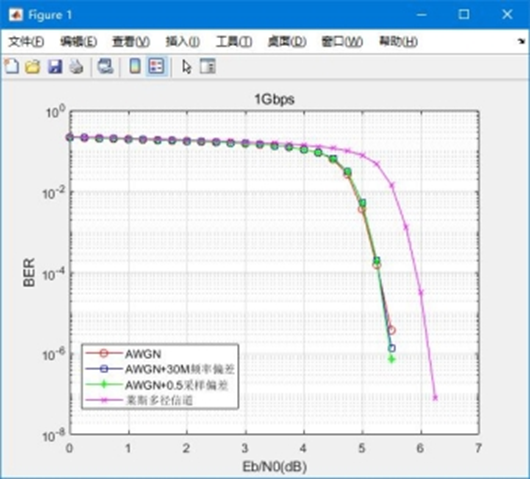 Figure 1
文件(F) 编辑(E) 查看(V) 插入(I) 工具(T) 桌面(D) 窗口(W) 帮助(H)
1Gbps
10^0
10^-2
10^-4
10^-6
10^-8
BER
AWGN
AWGN+30M频率偏差
AWGN+0.5采样偏差
莱斯多径信道
0 1 2 3 4 5 6 7
Eb/N0(dB)